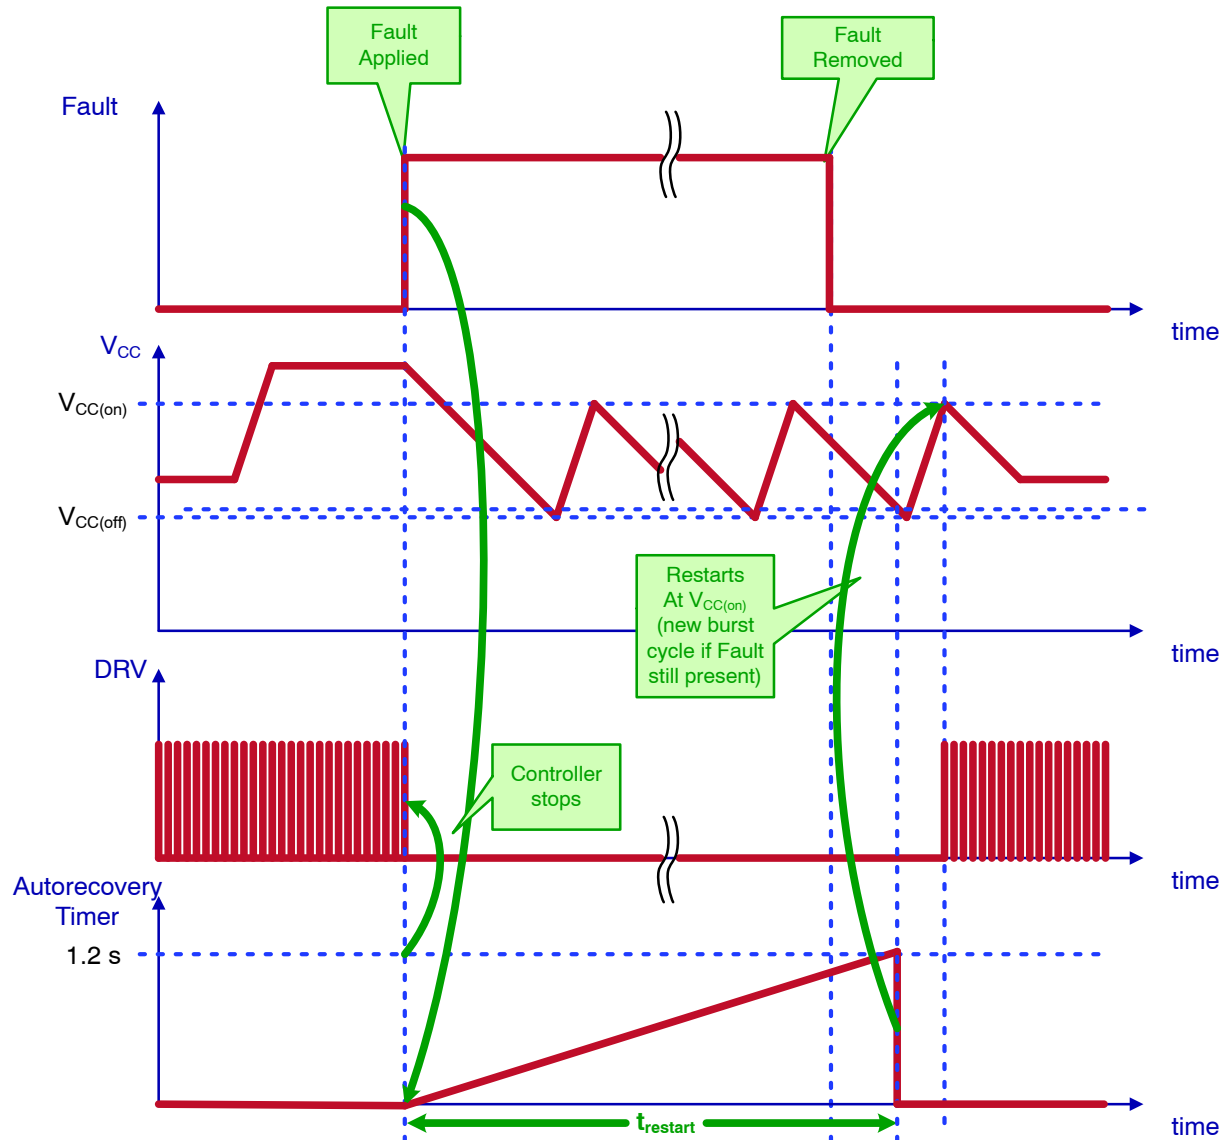 Fault
Applied
Fault
Removed
Fault
time
VCC
VCC(on)
VCC(off)
Restarts
At VCC(on)
(new burst
cycle if Fault
still present)
time
DRV
Controller
stops
time
Autorecovery
Timer
1.2 s
trestart
time